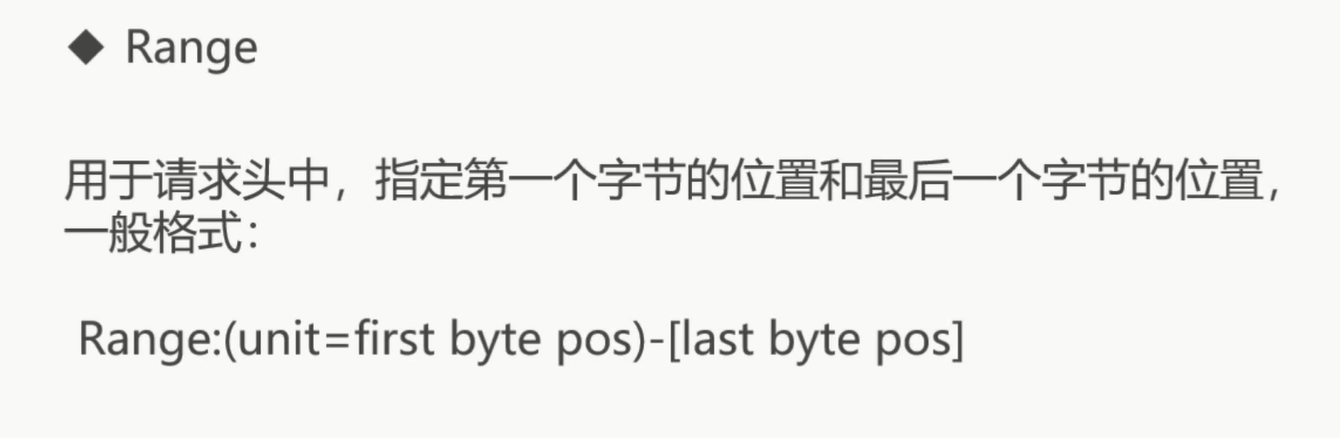 ◆ Range
用于请求头中，指定第一个字节的位置和最后一个字节的位置，
一般格式：
Range:(unit=first byte pos)-[last byte pos]